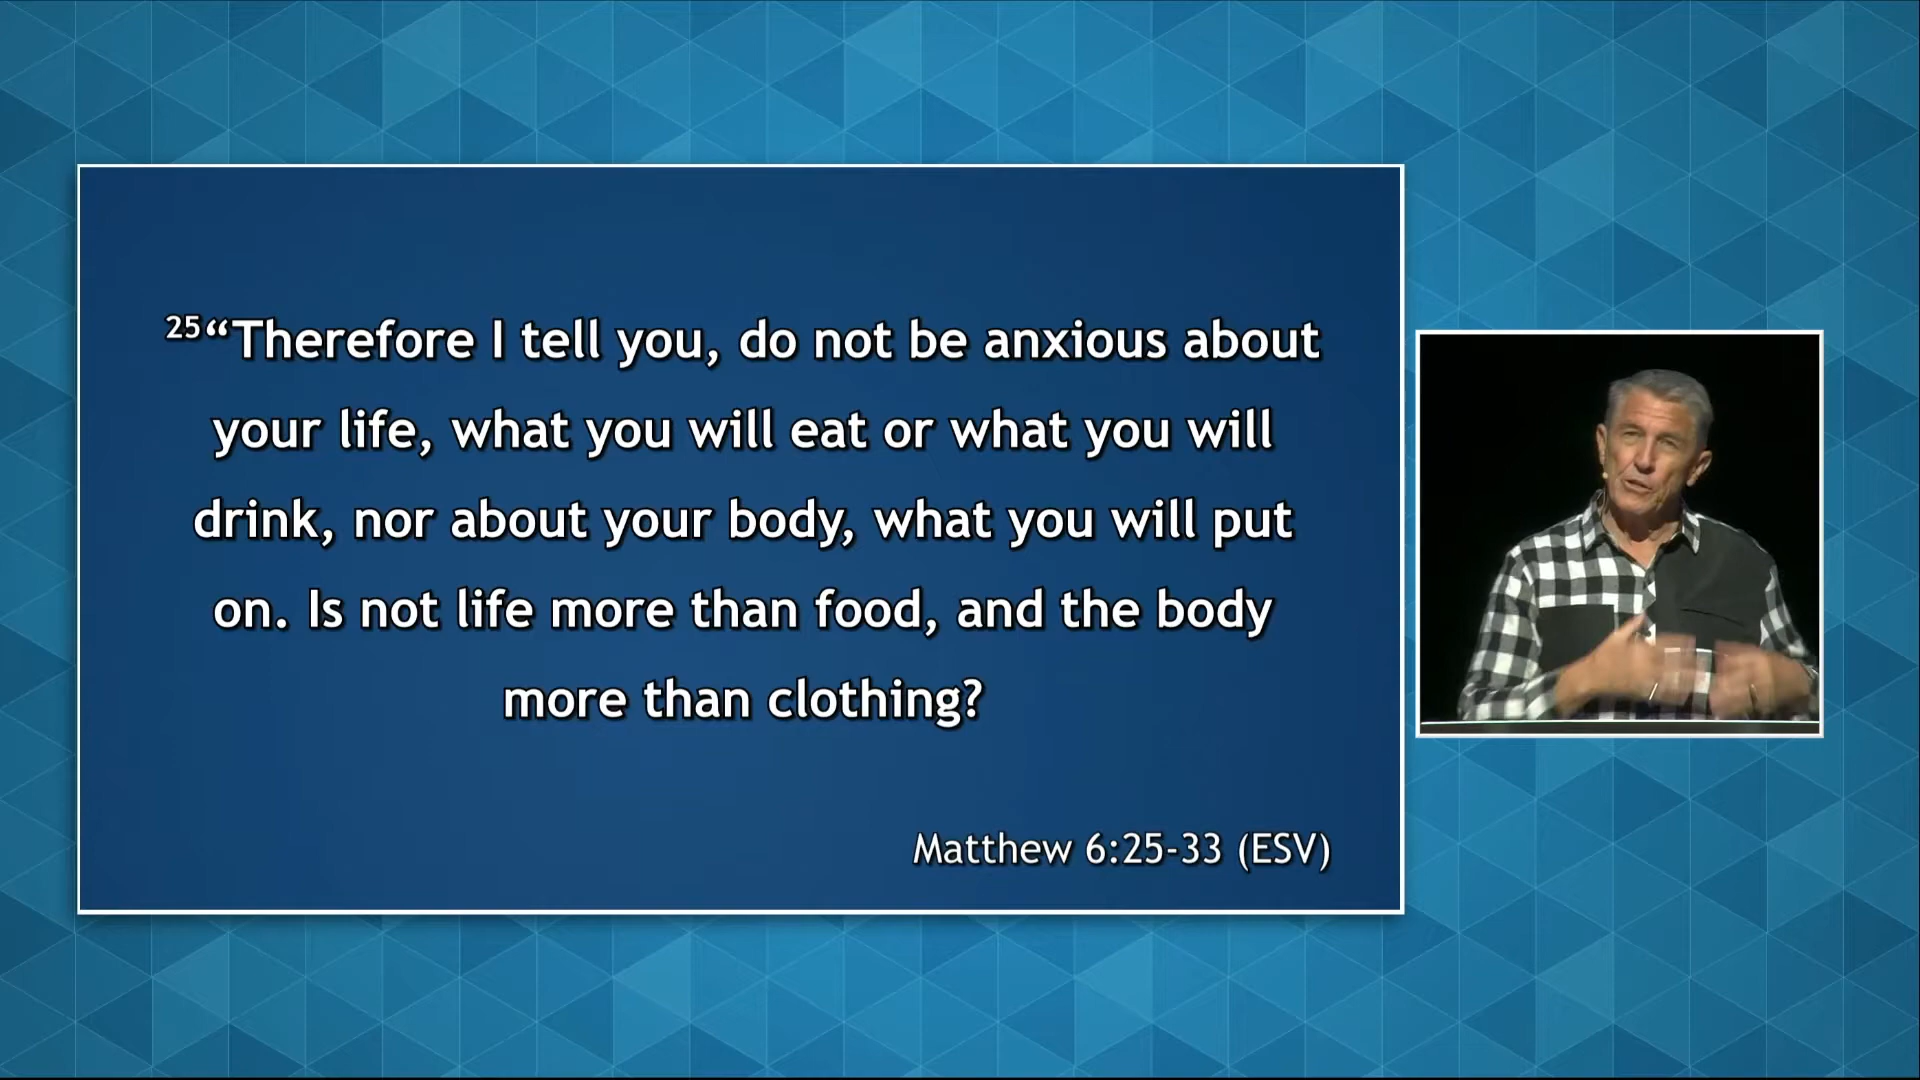 25“Therefore I tell you, do not be anxious about
your life, what you will eat or what you will
drink, nor about your body, what you will put
on. Is not life more than food, and the body
more than clothing?
Matthew 6:25-33 (ESV)